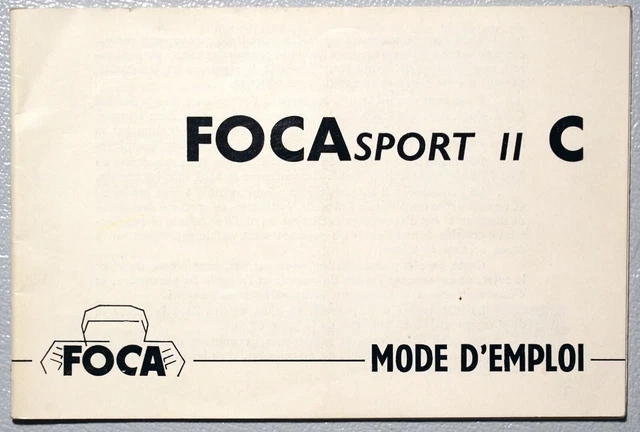 FOCASPORT II C
FOCA
MODE D'EMPLOI